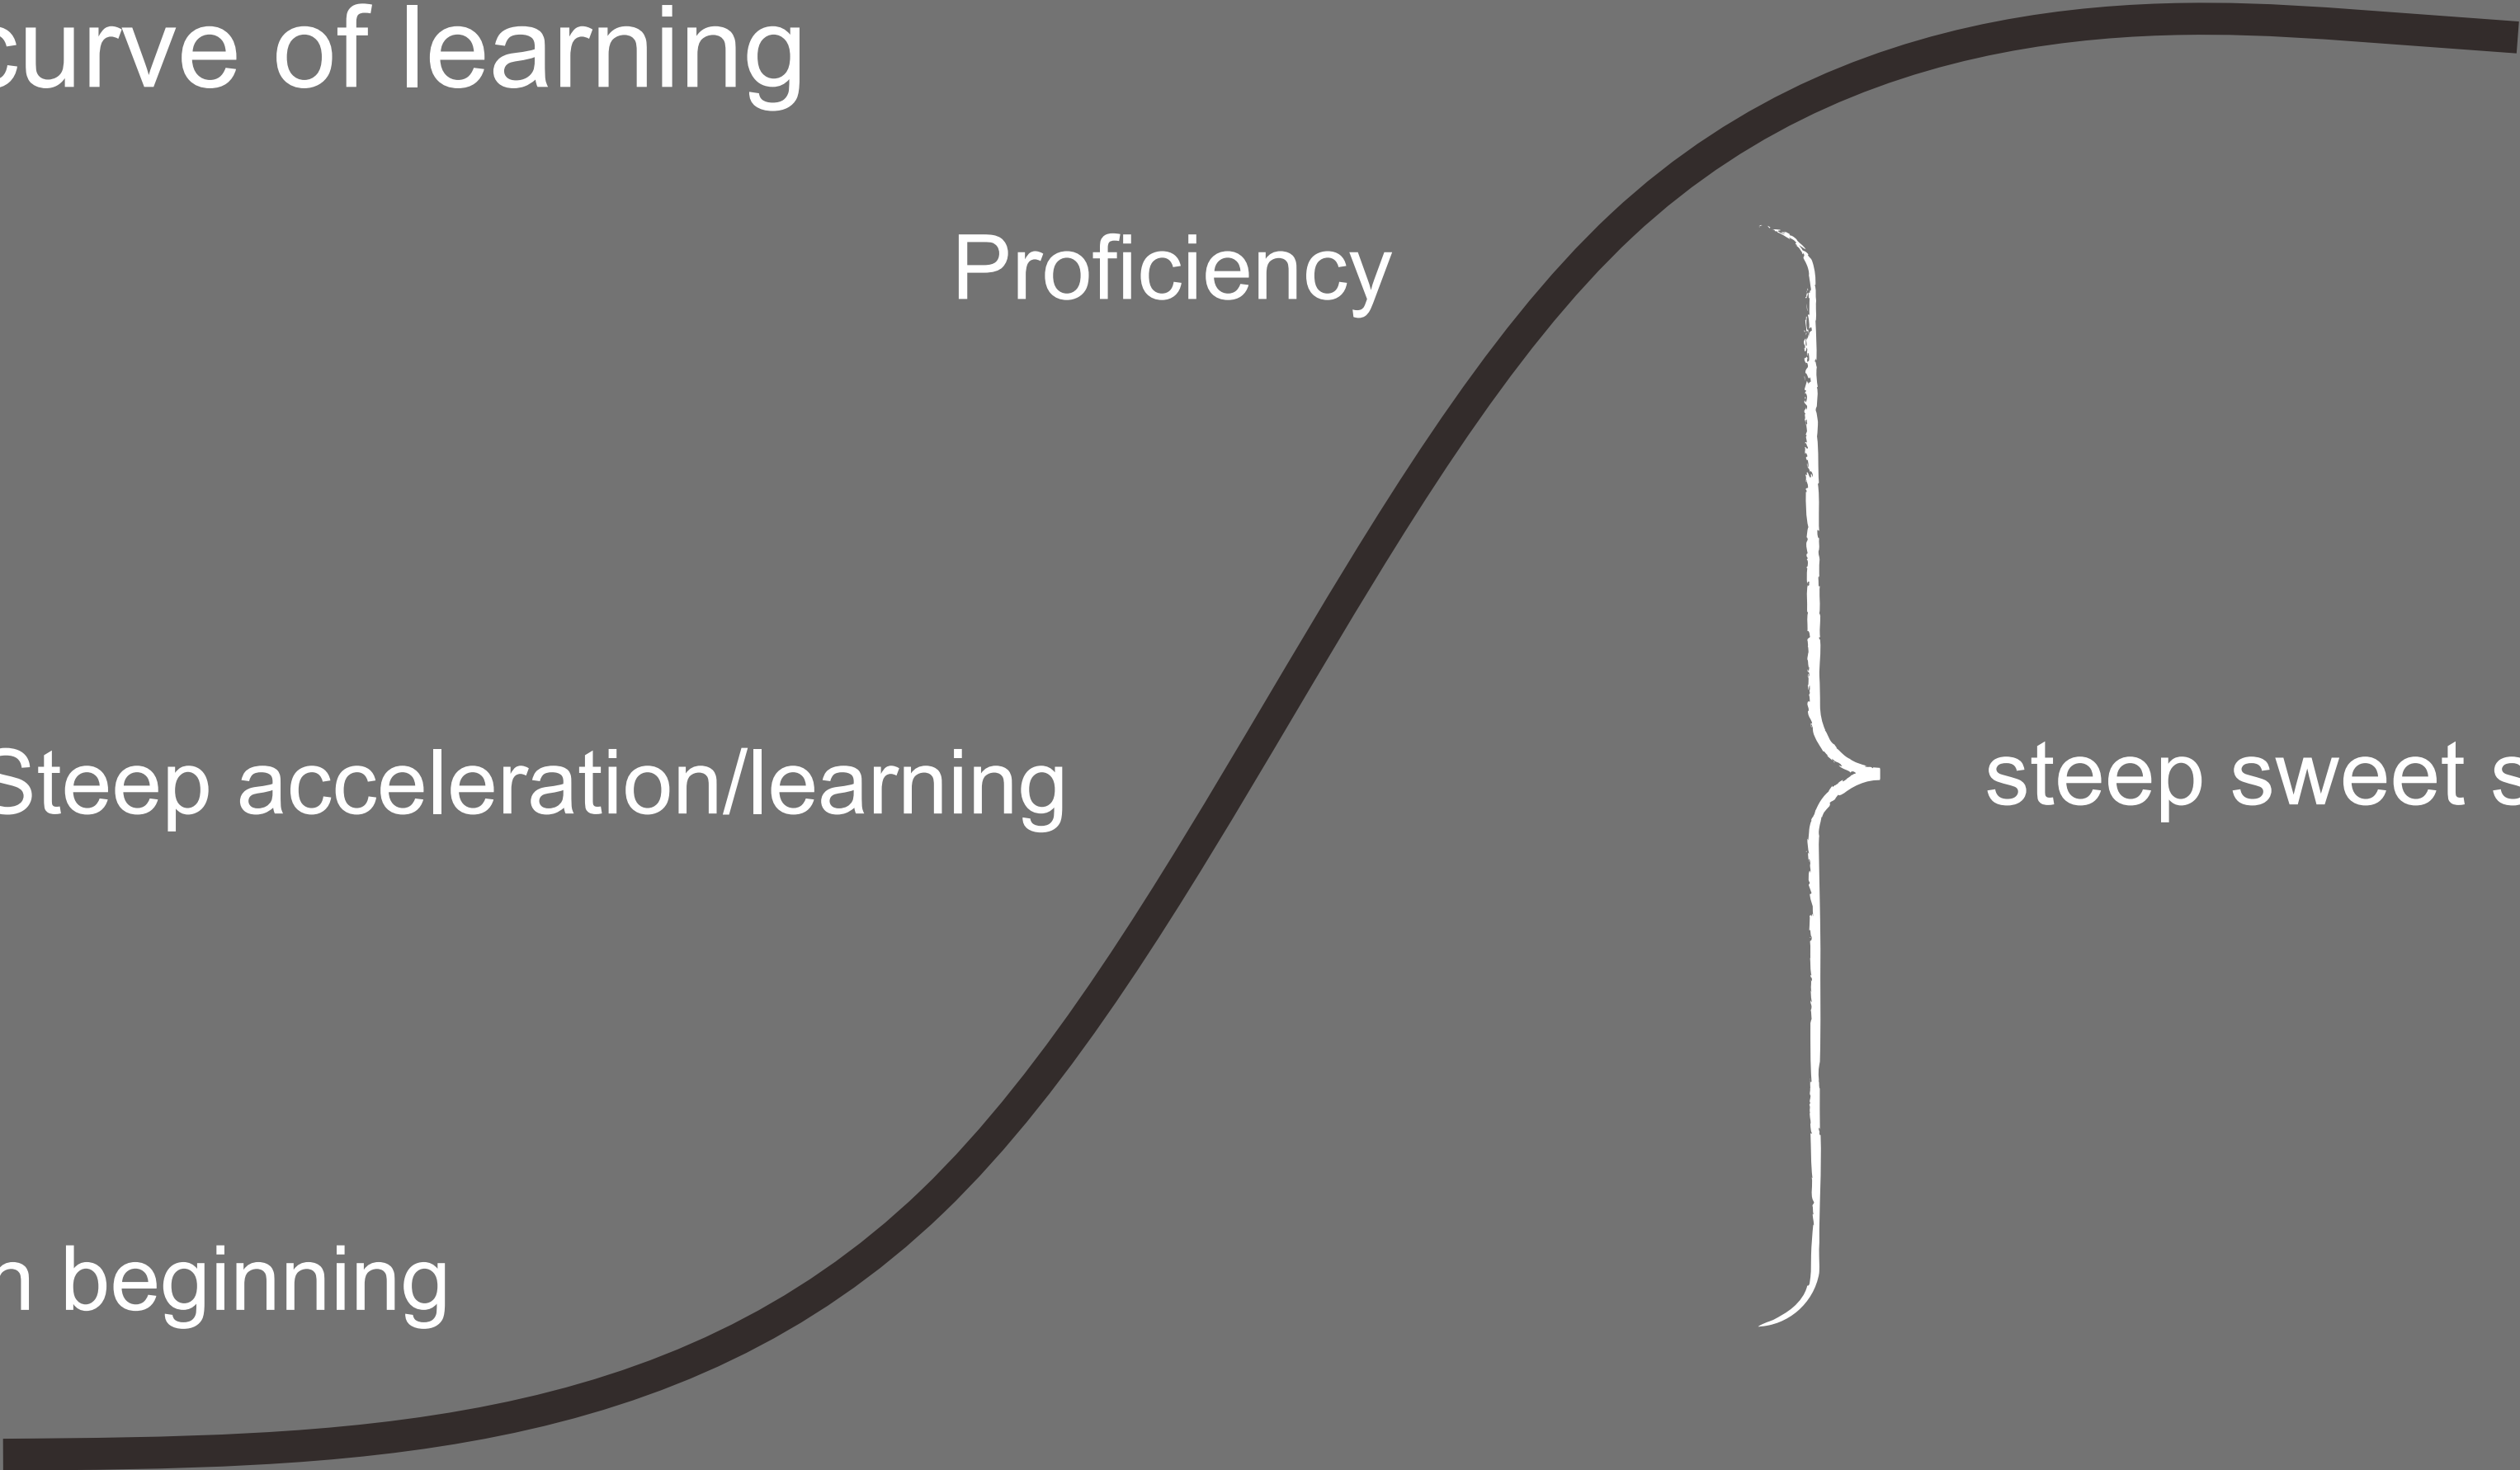 curve of learning
Proficiency
Steep acceleration/learning
steep sweet s
n beginning